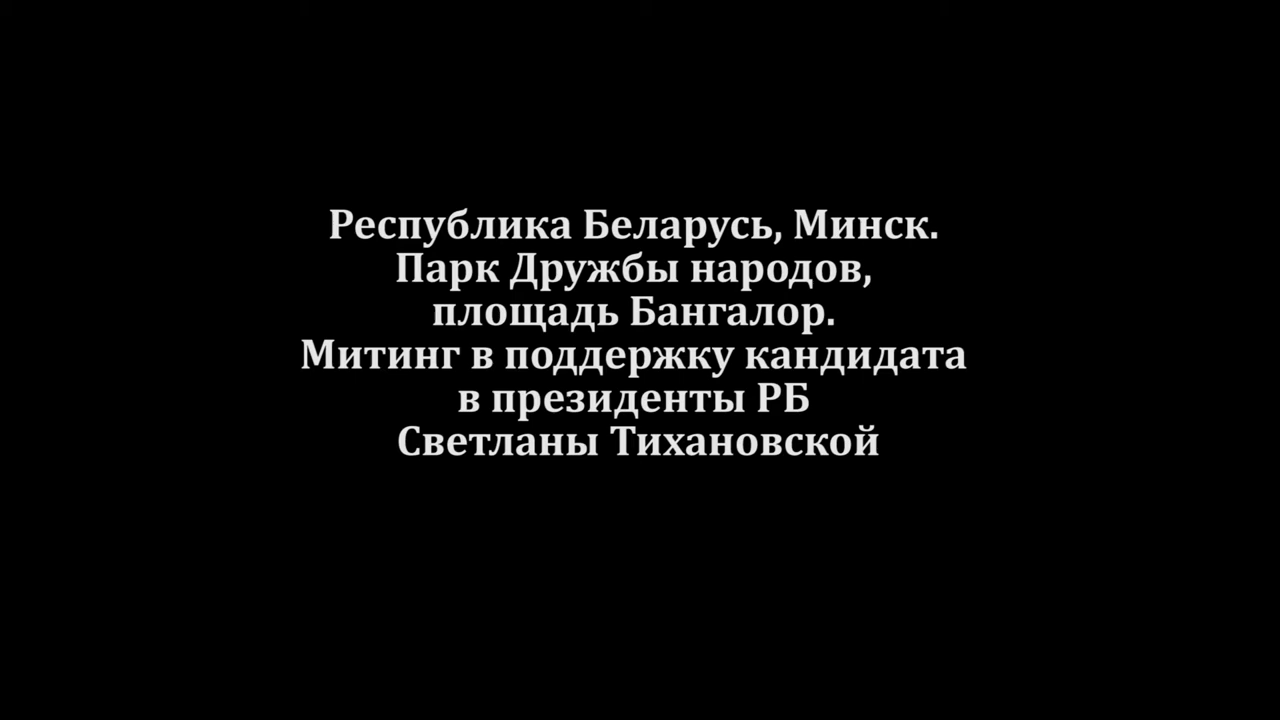 Республика Беларусь, Минск.
Парк Дружбы народов,
площадь Бангалор.
Митинг в поддержку кандидата
в президенты РБ
Светланы Тихановской